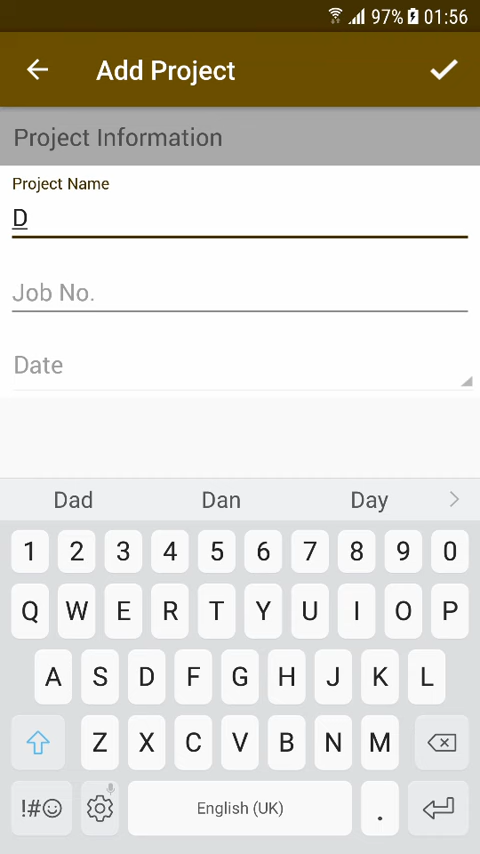 97% 01:56
Add Project
Project Information
Project Name
D
Job No.
Date
Dad Dan Day
1 2 3 4 5 6 7 8 9 0
Q W E R T Y U I O P
A S D F G H J K L
Z X C V B N M
!#☺ English (UK) .